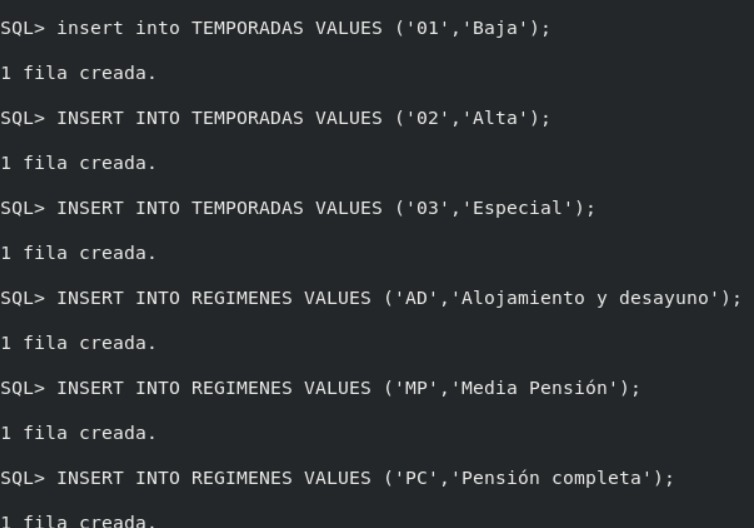 SQL> insert into TEMPORADAS VALUES ('01','Baja');
1 fila creada.
SQL> INSERT INTO TEMPORADAS VALUES ('02','Alta');
1 fila creada.
SQL> INSERT INTO TEMPORADAS VALUES ('03','Especial');
1 fila creada.
SQL> INSERT INTO REGIMENES VALUES ('AD','Alojamiento y desayuno');
1 fila creada.
SQL> INSERT INTO REGIMENES VALUES ('MP','Media Pensión');
1 fila creada.
SQL> INSERT INTO REGIMENES VALUES ('PC','Pensión completa');
1 fila creada.